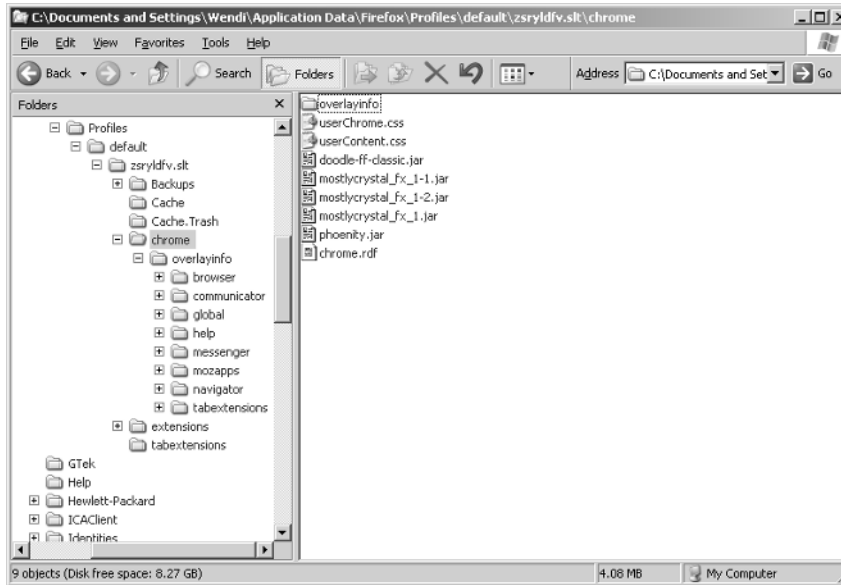 C:\Documents and Settings\Wendi\Application Data\Firefox\Profiles\default\zsryldfv.slt\chrome
File Edit View Favorites Tools Help
Back Search Folders Address C:\Documents and Set Go
Folders
Profiles
default
zsryldfv.slt
Backups
Cache
Cache.Trash
chrome
overlayinfo
browser
communicator
global
help
messenger
mozapps
navigator
tabextensions
extensions
tabextensions
GTek
Help
Hewlett-Packard
ICAClient
Identities
overlayinfo
userChrome.css
userContent.css
doodle-ff-classic.jar
mostlycrystal_fx_1-1.jar
mostlycrystal_fx_1-2.jar
mostlycrystal_fx_1.jar
phoenity.jar
chrome.rdf
9 objects (Disk free space: 8.27 GB) 4.08 MB My Computer